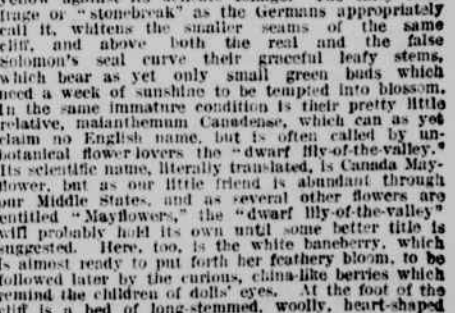 frage or "stonebreak" as the Germans appropriately
call it, whitens the smaller seams of the same
cliff, and above both the real and the false
Solomon's seal curve their graceful leafy stems,
which bear as yet only small green buds which
need a week of sunshine to be tempted into blossom.
In the same immature condition is their pretty little
relative, maianthemum Canadense, which can as yet
claim no English name, but is often called by un-
botanical flower lovers the "dwarf lily-of-the-valley."
Its scientific name, literally translated, is Canada May-
flower, but as our little friend is abundant through
our Middle States, and as several other flowers are
entitled "Mayflowers," the "dwarf lily-of-the-valley"
will probably hold its own until some better title is
suggested. Here, too, is the white baneberry, which
is almost ready to put forth her feathery bloom, to be
followed later by the curious, china-like berries which
remind the children of dolls' eyes. At the foot of the
cliff is a bed of long-stemmed, woolly, heart-shaped